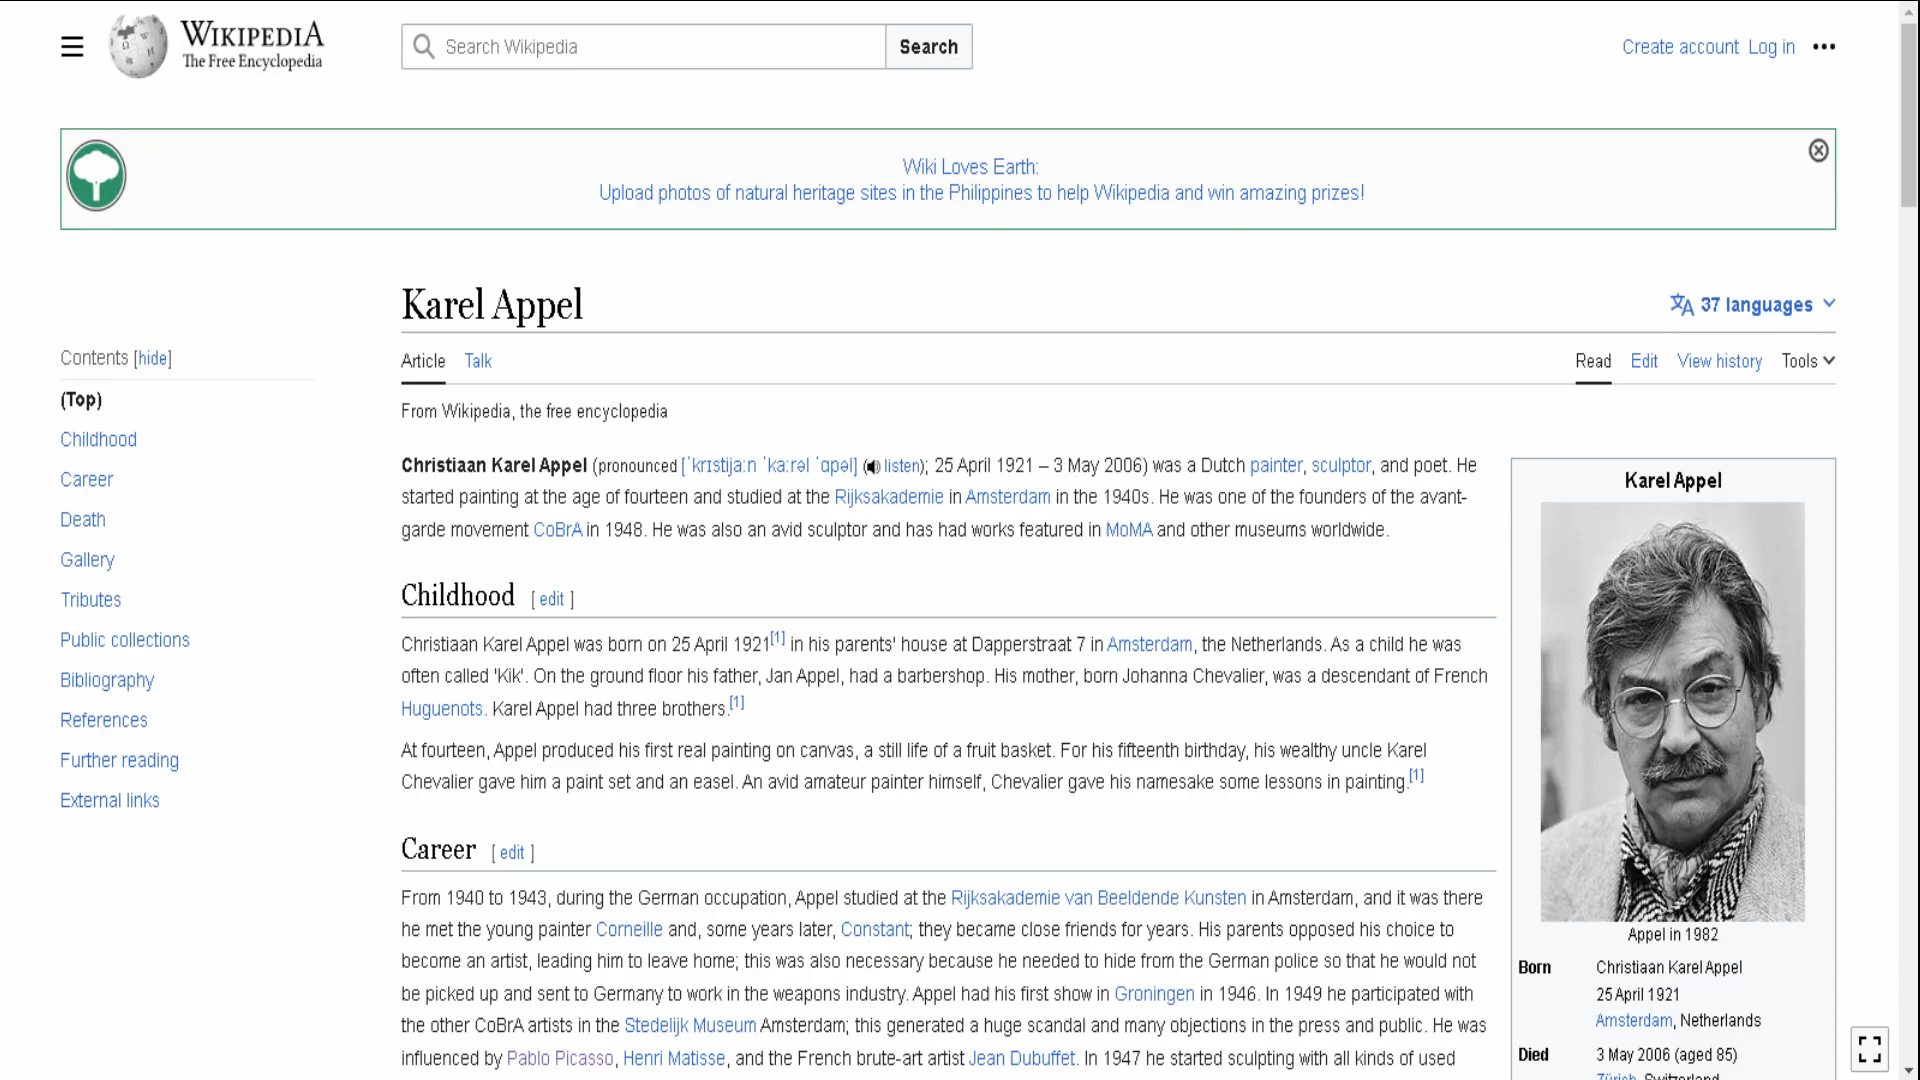 WIKIPEDIA
The Free Encyclopedia
Search Wikipedia
Search
Create account Log in •••
Wiki Loves Earth:
Upload photos of natural heritage sites in the Philippines to help Wikipedia and win amazing prizes!
Karel Appel
37 languages
Contents [hide]
(Top)
Childhood
Career
Death
Gallery
Tributes
Public collections
Bibliography
References
Further reading
External links
Article Talk
Read Edit View history Tools
From Wikipedia, the free encyclopedia
Christiaan Karel Appel (pronounced [ˈkrɪstijaːn ˈkaːrəl ˈɑpəl] (listen); 25 April 1921 – 3 May 2006) was a Dutch painter, sculptor, and poet. He
started painting at the age of fourteen and studied at the Rijksakademie in Amsterdam in the 1940s. He was one of the founders of the avant-
garde movement CoBrA in 1948. He was also an avid sculptor and has had works featured in MoMA and other museums worldwide.
Childhood [ edit ]
Christiaan Karel Appel was born on 25 April 1921[1] in his parents' house at Dapperstraat 7 in Amsterdam, the Netherlands. As a child he was
often called 'Kik'. On the ground floor his father, Jan Appel, had a barbershop. His mother, born Johanna Chevalier, was a descendant of French
Huguenots. Karel Appel had three brothers.[1]
At fourteen, Appel produced his first real painting on canvas, a still life of a fruit basket. For his fifteenth birthday, his wealthy uncle Karel
Chevalier gave him a paint set and an easel. An avid amateur painter himself, Chevalier gave his namesake some lessons in painting.[1]
Career [ edit ]
From 1940 to 1943, during the German occupation, Appel studied at the Rijksakademie van Beeldende Kunsten in Amsterdam, and it was there
he met the young painter Corneille and, some years later, Constant; they became close friends for years. His parents opposed his choice to
become an artist, leading him to leave home; this was also necessary because he needed to hide from the German police so that he would not
be picked up and sent to Germany to work in the weapons industry. Appel had his first show in Groningen in 1946. In 1949 he participated with
the other CoBrA artists in the Stedelijk Museum Amsterdam; this generated a huge scandal and many objections in the press and public. He was
influenced by Pablo Picasso, Henri Matisse, and the French brute-art artist Jean Dubuffet. In 1947 he started sculpting with all kinds of used
Karel Appel
Appel in 1982
Born Christiaan Karel Appel
25 April 1921
Amsterdam, Netherlands
Died 3 May 2006 (aged 85)
Zürich, Switzerland